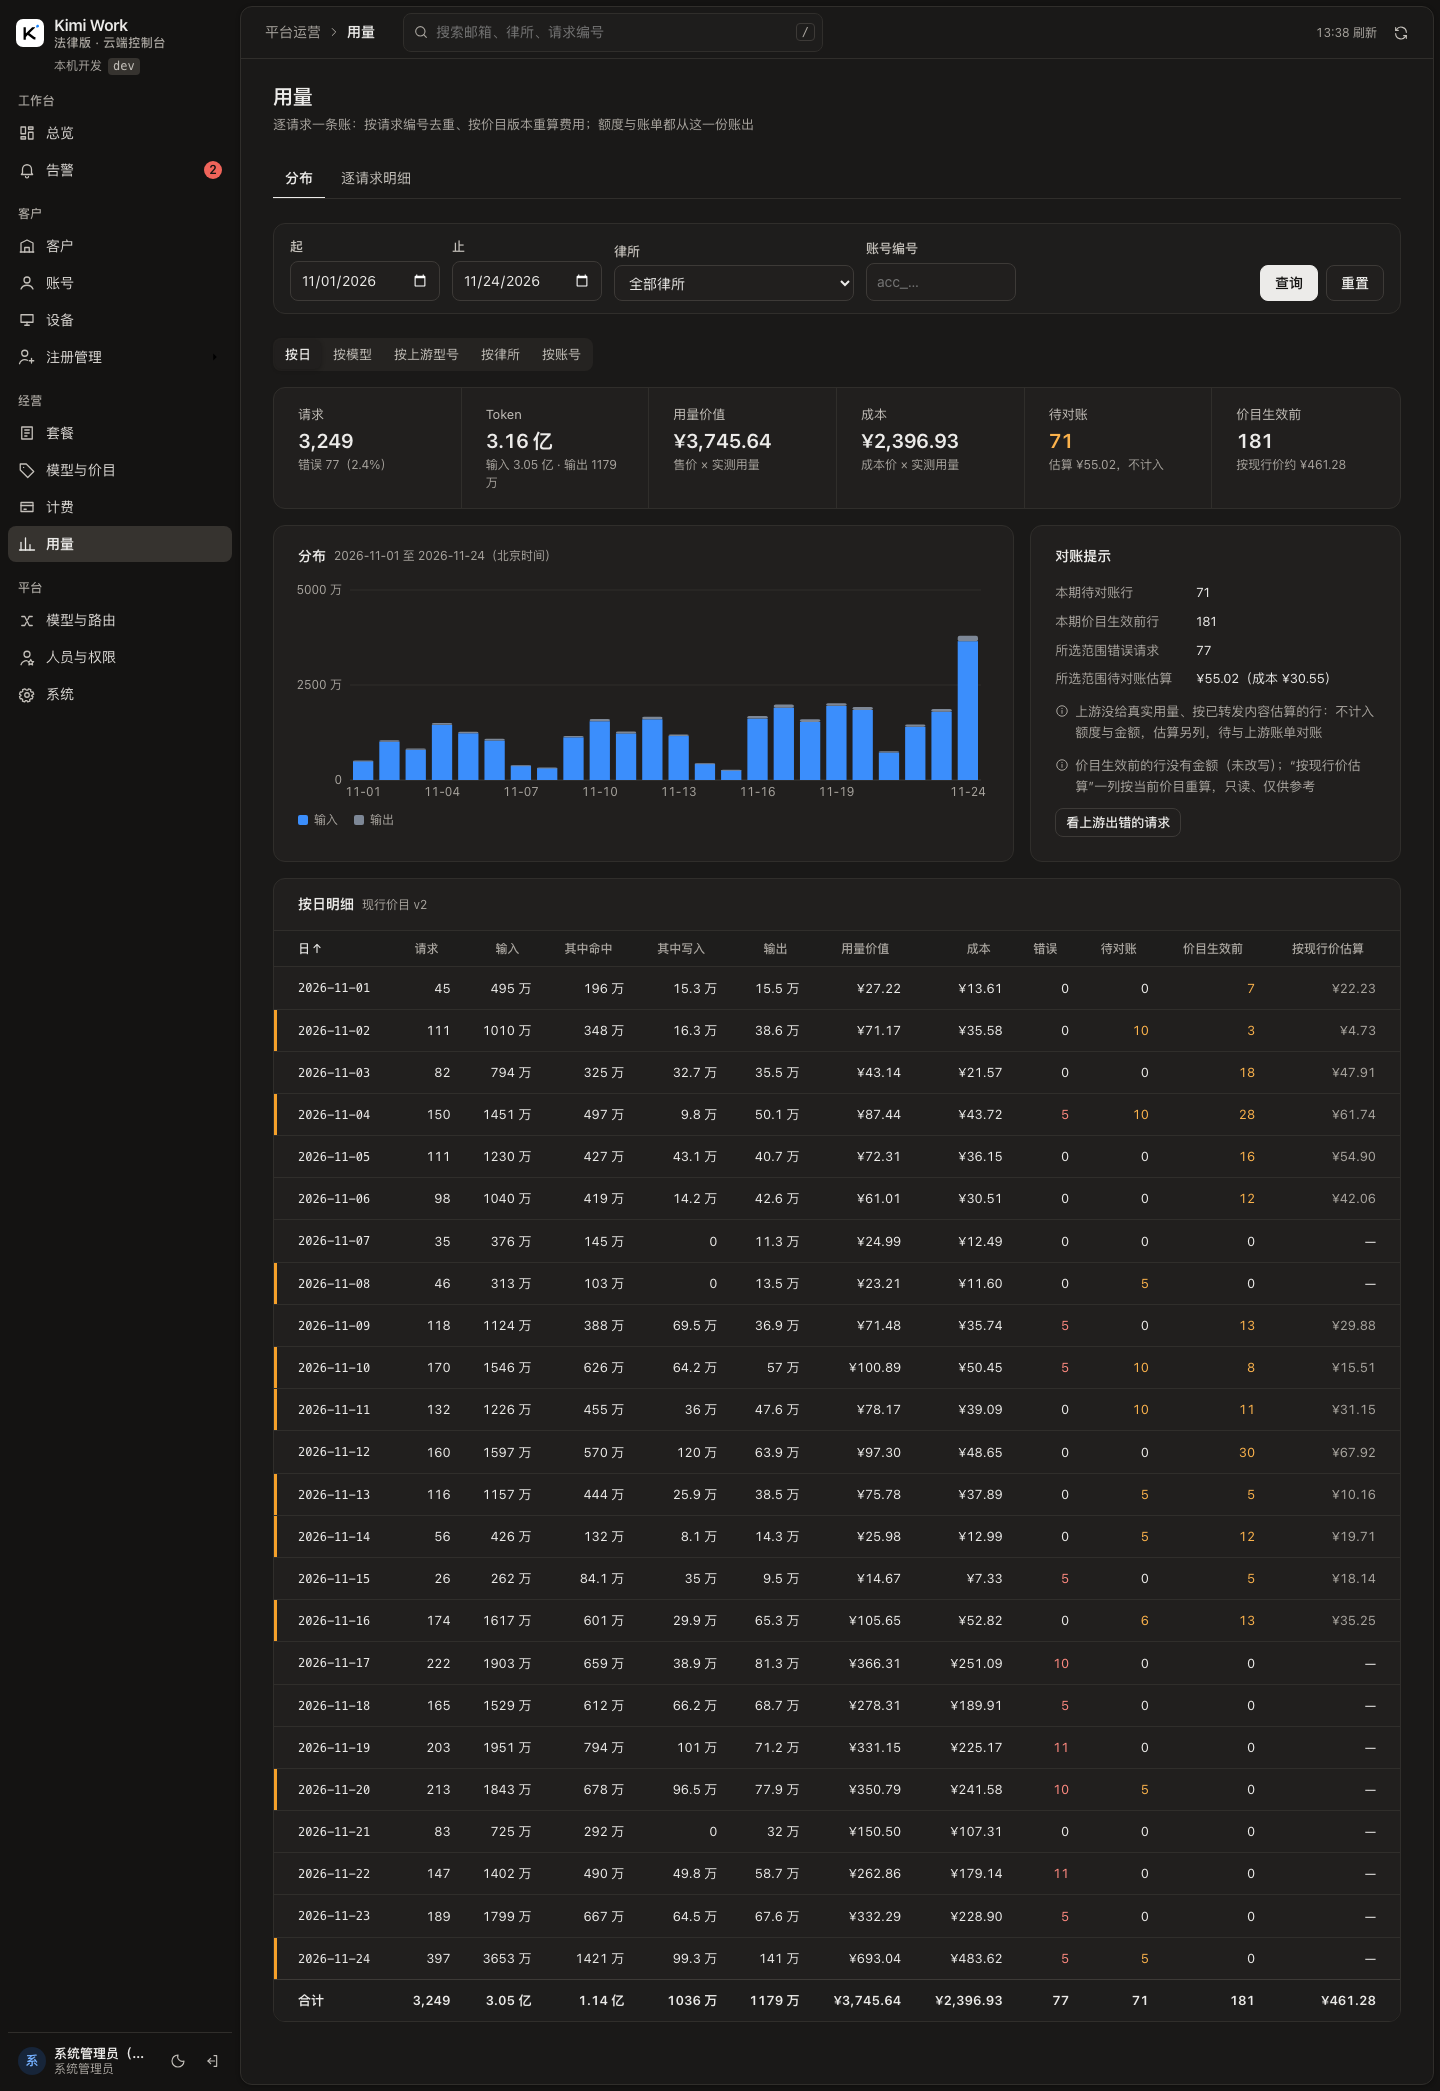 Kimi Work
法律版 · 云端控制台
本机开发 dev
工作台
总览
告警 2
客户
客户
账号
设备
注册管理
经营
套餐
模型与价目
计费
用量
平台
模型与路由
人员与权限
系统
系 系统管理员（...
系统管理员
平台运营 › 用量
搜索邮箱、律所、请求编号 /
13:38 刷新
用量
逐请求一条账：按请求编号去重、按价目版本重算费用；额度与账单都从这一份账出
分布 逐请求明细
起 止 律所 账号编号
11/01/2026 11/24/2026 全部律所 acc_... 查询 重置
按日 按模型 按上游型号 按律所 按账号
请求
3,249
错误 77（2.4%）
Token
3.16 亿
输入 3.05 亿 · 输出 1179
万
用量价值
¥3,745.64
售价 × 实测用量
成本
¥2,396.93
成本价 × 实测用量
待对账
71
估算 ¥55.02，不计入
价目生效前
181
按现行价约 ¥461.28
分布 2026-11-01 至 2026-11-24（北京时间）
5000 万
2500 万
0
11-01 11-04 11-07 11-10 11-13 11-16 11-19 11-24
输入 输出
对账提示
本期待对账行 71
本期价目生效前行 181
所选范围错误请求 77
所选范围待对账估算 ¥55.02（成本 ¥30.55）
上游没给真实用量、按已转发内容估算的行：不计入
额度与金额，估算另列，待与上游账单对账
价目生效前的行没有金额（未改写）；“按现行价估
算”一列按当前价目重算，只读、仅供参考
看上游出错的请求
按日明细 现行价目 v2
日↑ 请求 输入 其中命中 其中写入 输出 用量价值 成本 错误 待对账 价目生效前 按现行价估算
2026-11-01 45 495 万 196 万 15.3 万 15.5 万 ¥27.22 ¥13.61 0 0 7 ¥22.23
2026-11-02 111 1010 万 348 万 16.3 万 38.6 万 ¥71.17 ¥35.58 0 10 3 ¥4.73
2026-11-03 82 794 万 325 万 32.7 万 35.5 万 ¥43.14 ¥21.57 0 0 18 ¥47.91
2026-11-04 150 1451 万 497 万 9.8 万 50.1 万 ¥87.44 ¥43.72 5 10 28 ¥61.74
2026-11-05 111 1230 万 427 万 43.1 万 40.7 万 ¥72.31 ¥36.15 0 0 16 ¥54.90
2026-11-06 98 1040 万 419 万 14.2 万 42.6 万 ¥61.01 ¥30.51 0 0 12 ¥42.06
2026-11-07 35 376 万 145 万 0 11.3 万 ¥24.99 ¥12.49 0 0 0 —
2026-11-08 46 313 万 103 万 0 13.5 万 ¥23.21 ¥11.60 0 5 0 —
2026-11-09 118 1124 万 388 万 69.5 万 36.9 万 ¥71.48 ¥35.74 5 0 13 ¥29.88
2026-11-10 170 1546 万 626 万 64.2 万 57 万 ¥100.89 ¥50.45 5 10 8 ¥15.51
2026-11-11 132 1226 万 455 万 36 万 47.6 万 ¥78.17 ¥39.09 0 10 11 ¥31.15
2026-11-12 160 1597 万 570 万 120 万 63.9 万 ¥97.30 ¥48.65 0 0 30 ¥67.92
2026-11-13 116 1157 万 444 万 25.9 万 38.5 万 ¥75.78 ¥37.89 0 5 5 ¥10.16
2026-11-14 56 426 万 132 万 8.1 万 14.3 万 ¥25.98 ¥12.99 0 5 12 ¥19.71
2026-11-15 26 262 万 84.1 万 35 万 9.5 万 ¥14.67 ¥7.33 5 0 5 ¥18.14
2026-11-16 174 1617 万 601 万 29.9 万 65.3 万 ¥105.65 ¥52.82 0 6 13 ¥35.25
2026-11-17 222 1903 万 659 万 38.9 万 81.3 万 ¥366.31 ¥251.09 10 0 0 —
2026-11-18 165 1529 万 612 万 66.2 万 68.7 万 ¥278.31 ¥189.91 5 0 0 —
2026-11-19 203 1951 万 794 万 101 万 71.2 万 ¥331.15 ¥225.17 11 0 0 —
2026-11-20 213 1843 万 678 万 96.5 万 77.9 万 ¥350.79 ¥241.58 10 5 0 —
2026-11-21 83 725 万 292 万 0 32 万 ¥150.50 ¥107.31 0 0 0 —
2026-11-22 147 1402 万 490 万 49.8 万 58.7 万 ¥262.86 ¥179.14 11 0 0 —
2026-11-23 189 1799 万 667 万 64.5 万 67.6 万 ¥332.29 ¥228.90 5 0 0 —
2026-11-24 397 3653 万 1421 万 99.3 万 141 万 ¥693.04 ¥483.62 5 5 0 —
合计 3,249 3.05 亿 1.14 亿 1036 万 1179 万 ¥3,745.64 ¥2,396.93 77 71 181 ¥461.28